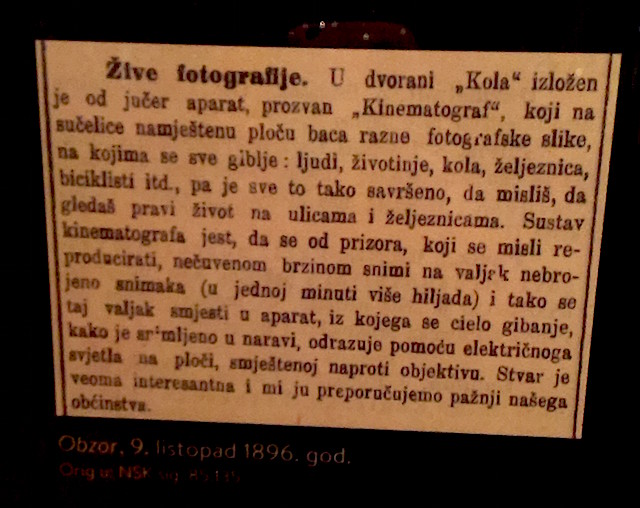 Žive fotografije. U dvorani „Kola“ izložen
je od jučer aparat, prozvan „Kinematograf“, koji na
sučelice namještenu ploču baca razne fotografske slike,
na kojima se sve giblje : ljudi, životinje, kola, željeznica,
biciklisti itd., pa je sve to tako savršeno, da misliš, da
gledaš pravi život na ulicama i željeznicama. Sustav
kinematografa jest, da se od prizora, koji se misli re-
producirati, nečuvenom brzinom snimi na valjak nebro-
jeno snimaka (u jednoj minuti više hiljada) i tako se
taj valjak smjesti u aparat, iz kojega se cielo gibanje,
kako je snimljeno u naravi, odrazuje pomoću električnoga
svjetla na ploči, smještenoj naproti objektivu. Stvar je
veoma interesantna i mi ju preporučujemo pažnji našega
obćinstva.
Obzor, 9. listopad 1896. god.
NSK